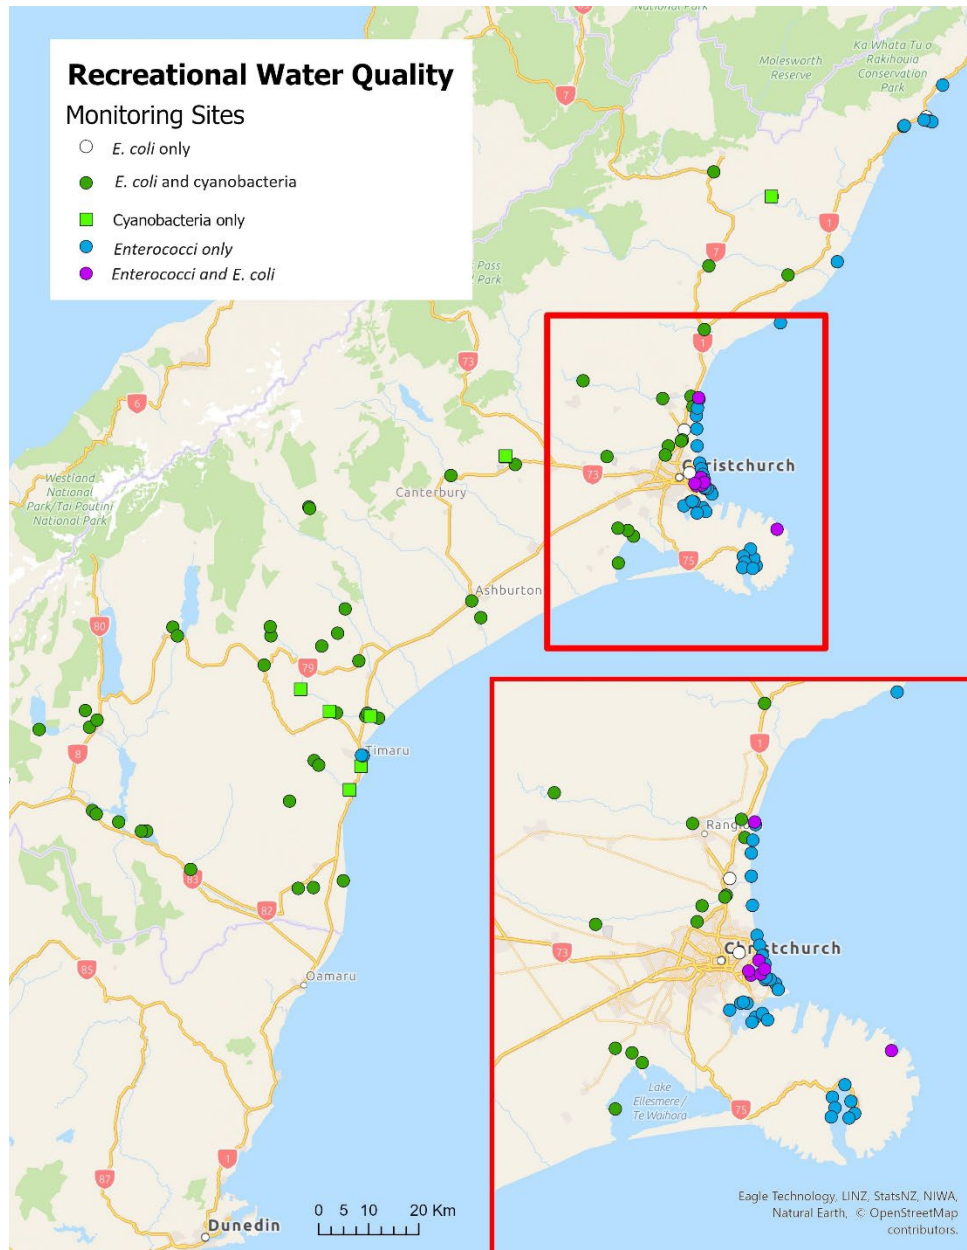 National Park
Ka Whata Tu o
Rakihouia
Conservation
Park
Molesworth
Reserve
7
Recreational Water Quality
Monitoring Sites
E. coli only
E. coli and cyanobacteria
Cyanobacteria only
Enterococci only
Enterococci and E. coli
1
7
Pass
Park
1
73
6
Christchurch
73
Canterbury
Westland
National
Park/Tai Poutini
National Park
75
Ashburton
80
79
8
Timaru
83
82
85
Oamaru
87
1
Dunedin
0 5 10 20 Km
1
73
Christchurch
Lake
Ellesmere /
Te Waihora
75
Eagle Technology, LINZ, StatsNZ, NIWA,
Natural Earth, © OpenStreetMap
contributors.